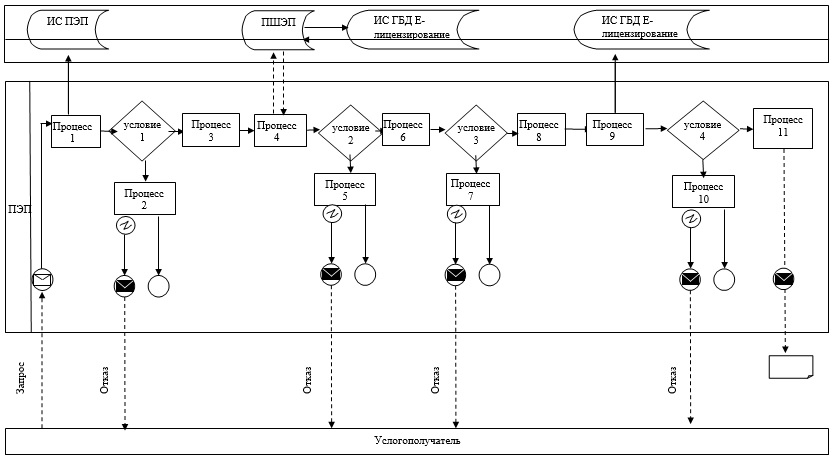 ИС ПЭП
ПШЭП
ИС ГБД Е-
лицензирование
ИС ГБД Е-
лицензирование
ПЭП
Процесс
1
условие
1
Процесс
3
Процесс
4
условие
2
Процесс
6
условие
3
Процесс
8
Процесс
9
условие
4
Процесс
11
Процесс
2
Процесс
5
Процесс
7
Процесс
10
Запрос
Отказ
Отказ
Отказ
Отказ
Услогополучатель